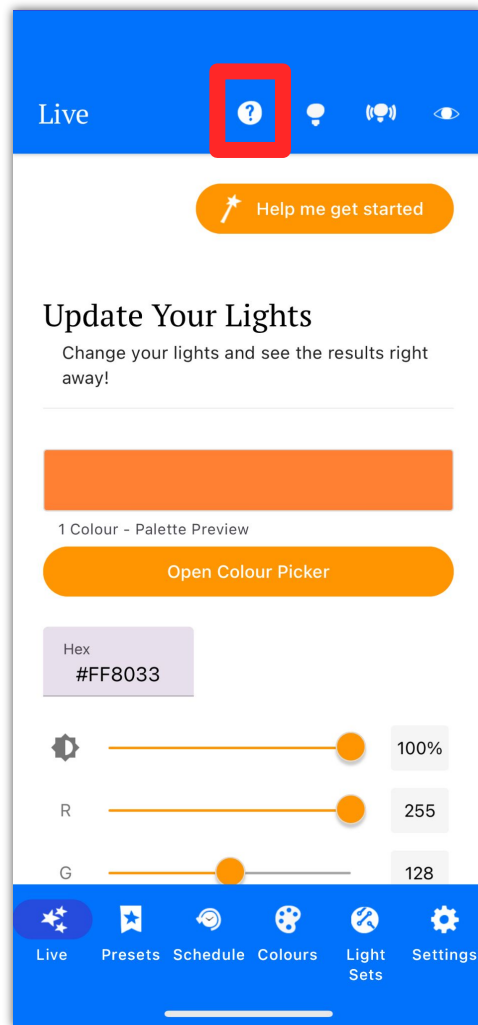 Live
?
Help me get started
Update Your Lights
Change your lights and see the results right
away!
1 Colour - Palette Preview
Open Colour Picker
Hex
#FF8033
100%
R
255
G
128
Live
Presets
Schedule
Colours
Light
Sets
Settings